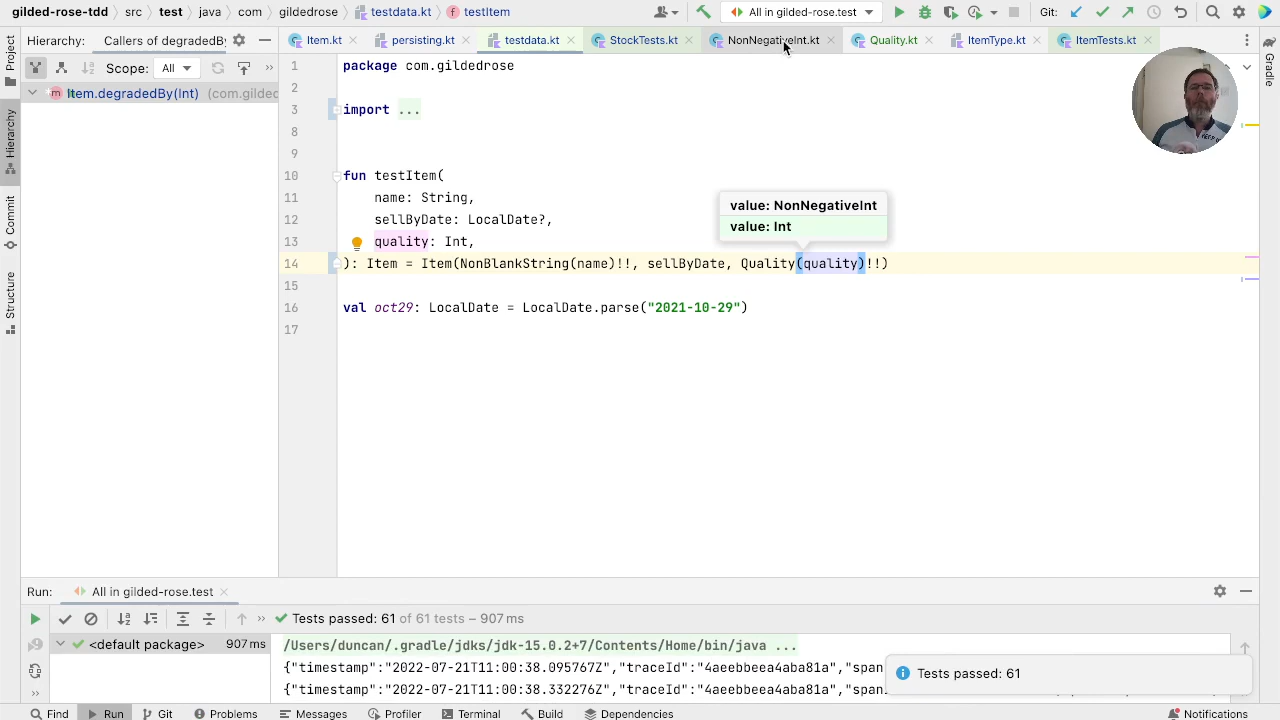 gilded-rose-tdd src test java com gildedrose testdata.kt testItem All in gilded-rose.test Git:
Hierarchy: Callers of degradedBy Item.kt persisting.kt testdata.kt StockTests.kt NonNegativeInt.kt Quality.kt ItemType.kt ItemTests.kt
Scope: All
Item.degradedBy(Int) (com.gilded
Project
Hierarchy
Commit
Structure
Gradle
1 package com.gildedrose
2
3 import ...
8
9
10 fun testItem(
11 name: String,
12 sellByDate: LocalDate?,
13 quality: Int,
14 ): Item = Item(NonBlankString(name)!!, sellByDate, Quality(quality)!!)
15
16 val oct29: LocalDate = LocalDate.parse("2021-10-29")
17
value: NonNegativeInt
value: Int
Run: All in gilded-rose.test
Tests passed: 61 of 61 tests – 907 ms
<default package> 907 ms
/Users/duncan/.gradle/jdks/jdk-15.0.2+7/Contents/Home/bin/java ...
{"timestamp":"2022-07-21T11:00:38.095767Z","traceId":"4aeebbeea4aba81a","span
{"timestamp":"2022-07-21T11:00:38.332276Z","traceId":"4aeebbeea4aba81a","span
Tests passed: 61
Find Run Git Problems Messages Profiler Terminal Build Dependencies Notifications